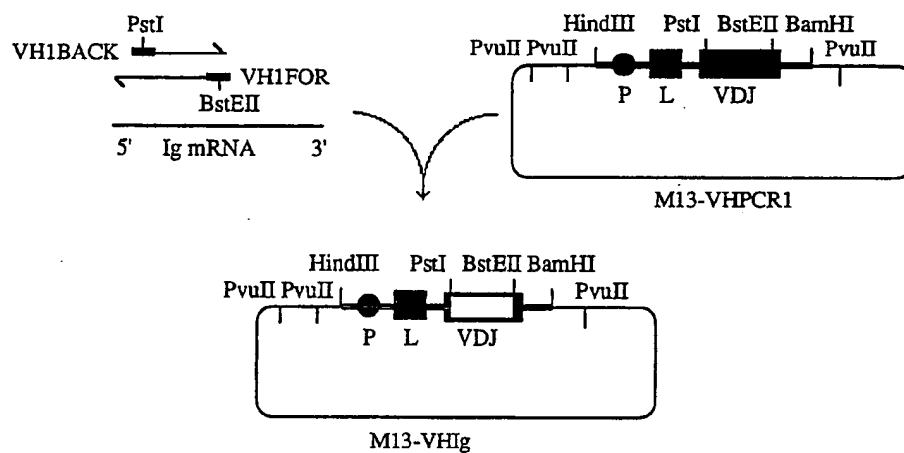 PstI
VH1BACK
VH1FOR
BstEII
5' Ig mRNA 3'
HindIII PstI BstEII BamHI
PvuII PvuII PvuII
P L VDJ
M13-VHPCR1
HindIII PstI BstEII BamHI
PvuII PvuII PvuII
P L VDJ
M13-VHIg